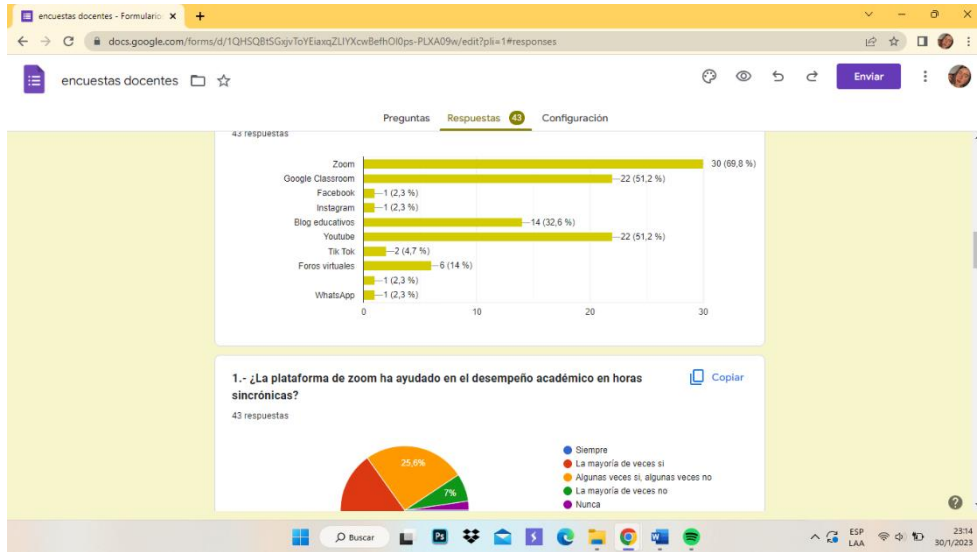 encuestas docentes - Formulario
docs.google.com/forms/d/1QHSQBtSGxjvToYEiaxqZLIYXcwBefhOI0ps-PLXA09w/edit?pli=1#responses
encuestas docentes
Enviar
Preguntas Respuestas 43 Configuración
43 respuestas
Zoom 30 (69,8 %)
Google Classroom 22 (51,2 %)
Facebook 1 (2,3 %)
Instagram 1 (2,3 %)
Blog educativos 14 (32,6 %)
Youtube 22 (51,2 %)
Tik Tok 2 (4,7 %)
Foros virtuales 6 (14 %)
1 (2,3 %)
WhatsApp 1 (2,3 %)
0 10 20 30
1.- ¿La plataforma de zoom ha ayudado en el desempeño académico en horas
sincrónicas?
Copiar
43 respuestas
Siempre
La mayoría de veces si
Algunas veces si, algunas veces no
La mayoría de veces no
Nunca
25,6%
7%
Buscar
Ps
ESP
LAA
23:14
30/1/2023